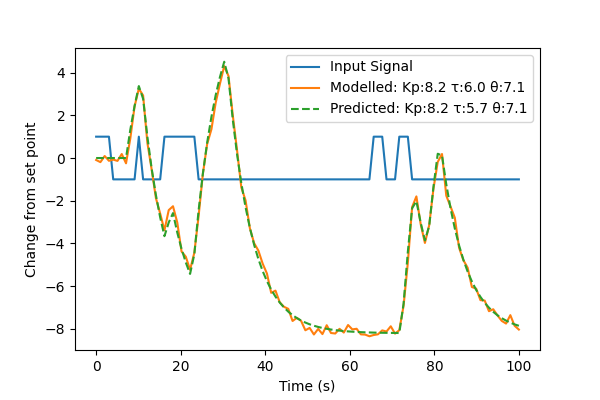 Input Signal
Modelled: Kp:8.2 τ:6.0 θ:7.1
Predicted: Kp:8.2 τ:5.7 θ:7.1
4
2
0
−2
−4
−6
−8
Change from set point
0 20 40 60 80 100
Time (s)